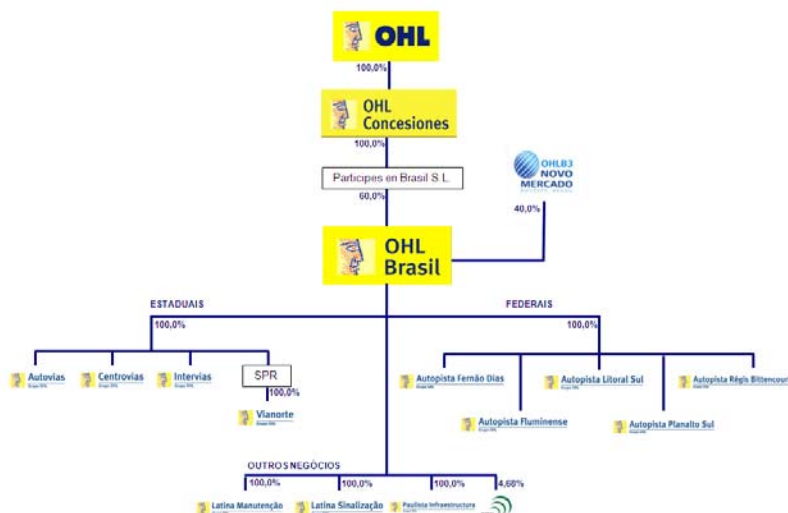 OHL
100,0%
OHL
Concesiones
100,0%
Participes en Brasil S.L.
60,0%
OHLB3
NOVO
MERCADO
40,0%
OHL
Brasil
ESTADUAIS
FEDERAIS
100,0%
100,0%
Autovias
Centrovias
Intervias
SPR
100,0%
Vianorte
Autopista Fernão Dias
Autopista Litoral Sul
Autopista Régis Bittencourt
Autopista Fluminense
Autopista Planalto Sul
OUTROS NEGÓCIOS
100,0%
100,0%
100,0%
4,68%
Latina Manutenção
Latina Sinalização
Paulista Infraestructura